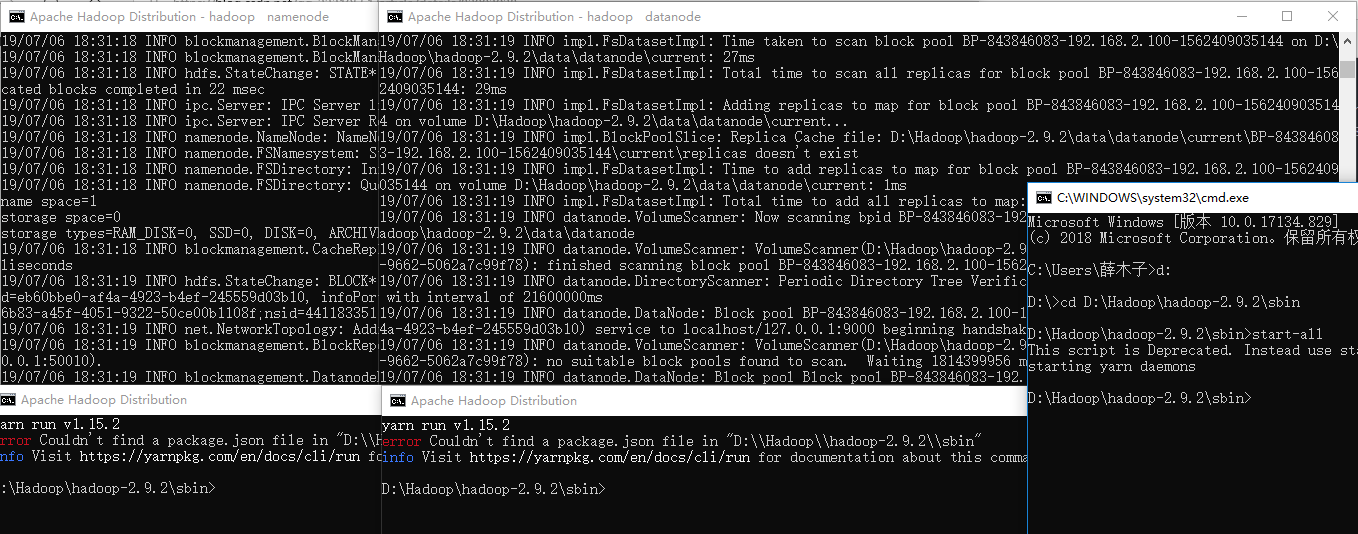 Apache Hadoop Distribution - hadoop   namenode
19/07/06 18:31:18 INFO blockmanagement.BlockMan
19/07/06 18:31:18 INFO blockmanagement.BlockMan
19/07/06 18:31:18 INFO hdfs.StateChange: STATE*
cated blocks completed in 22 msec
19/07/06 18:31:18 INFO ipc.Server: IPC Server l
19/07/06 18:31:18 INFO ipc.Server: IPC Server R
19/07/06 18:31:18 INFO namenode.NameNode: NameN
19/07/06 18:31:18 INFO namenode.FSNamesystem: S
19/07/06 18:31:18 INFO namenode.FSDirectory: In
19/07/06 18:31:18 INFO namenode.FSDirectory: Qu
name space=1
storage space=0
storage types=RAM_DISK=0, SSD=0, DISK=0, ARCHIV
19/07/06 18:31:18 INFO blockmanagement.CacheRep
lliseconds
19/07/06 18:31:19 INFO hdfs.StateChange: BLOCK*
d=eb60bbe0-af4a-4923-b4ef-245559d03b10, infoPor
6b83-a45f-4051-9322-50ce00b1108f;nsid=441183351
19/07/06 18:31:19 INFO net.NetworkTopology: Add
19/07/06 18:31:19 INFO blockmanagement.BlockRep
0.0.1:50010).
19/07/06 18:31:19 INFO blockmanagement.Datanode
Apache Hadoop Distribution - hadoop   datanode
19/07/06 18:31:19 INFO impl.FsDatasetImpl: Time taken to scan block pool BP-843846083-192.168.2.100-1562409035144 on D:\
Hadoop\hadoop-2.9.2\data\datanode\current: 27ms
19/07/06 18:31:19 INFO impl.FsDatasetImpl: Total time to scan all replicas for block pool BP-843846083-192.168.2.100-156
2409035144: 29ms
19/07/06 18:31:19 INFO impl.FsDatasetImpl: Adding replicas to map for block pool BP-843846083-192.168.2.100-156240903514
4 on volume D:\Hadoop\hadoop-2.9.2\data\datanode\current...
19/07/06 18:31:19 INFO impl.BlockPoolSlice: Replica Cache file: D:\Hadoop\hadoop-2.9.2\data\datanode\current\BP-84384608
3-192.168.2.100-1562409035144\current\replicas doesn't exist
19/07/06 18:31:19 INFO impl.FsDatasetImpl: Time to add replicas to map for block pool BP-843846083-192.168.2.100-1562409
035144 on volume D:\Hadoop\hadoop-2.9.2\data\datanode\current: 1ms
19/07/06 18:31:19 INFO impl.FsDatasetImpl: Total time to add all replicas to map:
19/07/06 18:31:19 INFO datanode.VolumeScanner: Now scanning bpid BP-843846083-192
\hadoop-2.9.2\data\datanode
19/07/06 18:31:19 INFO datanode.VolumeScanner: VolumeScanner(D:\Hadoop\hadoop-2.9
-9662-5062a7c99f78): finished scanning block pool BP-843846083-192.168.2.100-1562
19/07/06 18:31:19 INFO datanode.DirectoryScanner: Periodic Directory Tree Verific
 with interval of 21600000ms
19/07/06 18:31:19 INFO datanode.DataNode: Block pool BP-843846083-192.168.2.100-1
4a-4923-b4ef-245559d03b10) service to localhost/127.0.0.1:9000 beginning handshak
19/07/06 18:31:19 INFO datanode.VolumeScanner: VolumeScanner(D:\Hadoop\hadoop-2.9
-9662-5062a7c99f78): no suitable block pools found to scan.  Waiting 1814399956 m
19/07/06 18:31:19 INFO datanode.DataNode: Block pool Block pool BP-843846083-192.
Apache Hadoop Distribution
arn run v1.15.2
rror Couldn't find a package.json file in "D:\\H
nfo Visit https://yarnpkg.com/en/docs/cli/run fo
:\Hadoop\hadoop-2.9.2\sbin>
Apache Hadoop Distribution
yarn run v1.15.2
error Couldn't find a package.json file in "D:\\Hadoop\\hadoop-2.9.2\\sbin"
info Visit https://yarnpkg.com/en/docs/cli/run for documentation about this comma
D:\Hadoop\hadoop-2.9.2\sbin>
C:\WINDOWS\system32\cmd.exe
Microsoft Windows [版本 10.0.17134.829]
(c) 2018 Microsoft Corporation。保留所有权
C:\Users\薛木子>d:
D:\>cd D:\Hadoop\hadoop-2.9.2\sbin
D:\Hadoop\hadoop-2.9.2\sbin>start-all
This script is Deprecated. Instead use sta
starting yarn daemons
D:\Hadoop\hadoop-2.9.2\sbin>